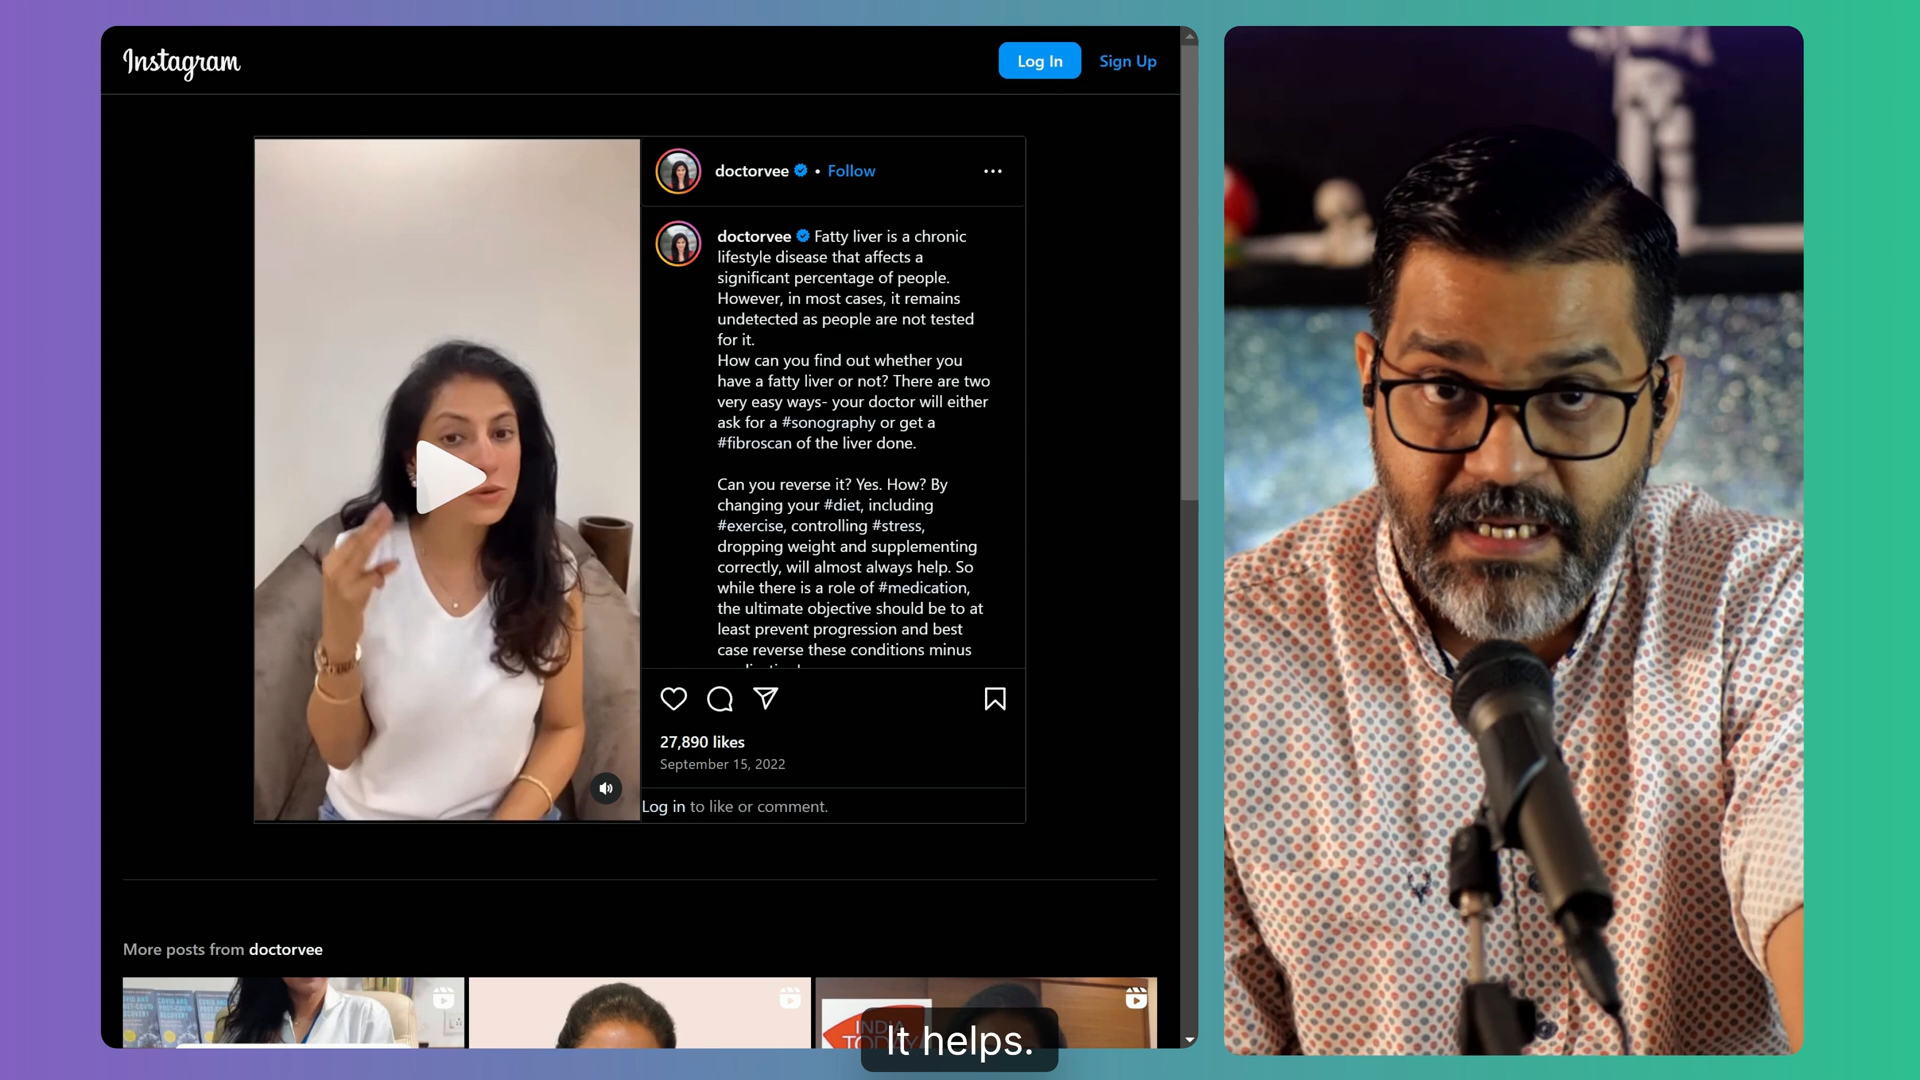 Instagram
Log In
Sign Up
doctorvee • Follow
doctorvee Fatty liver is a chronic
lifestyle disease that affects a
significant percentage of people.
However, in most cases, it remains
undetected as people are not tested
for it.
How can you find out whether you
have a fatty liver or not? There are two
very easy ways- your doctor will either
ask for a #sonography or get a
#fibroscan of the liver done.
Can you reverse it? Yes. How? By
changing your #diet, including
#exercise, controlling #stress,
dropping weight and supplementing
correctly, will almost always help. So
while there is a role of #medication,
the ultimate objective should be to at
least prevent progression and best
case reverse these conditions minus
27,890 likes
September 15, 2022
Log in to like or comment.
More posts from doctorvee
INDIA
TODAY
It helps.